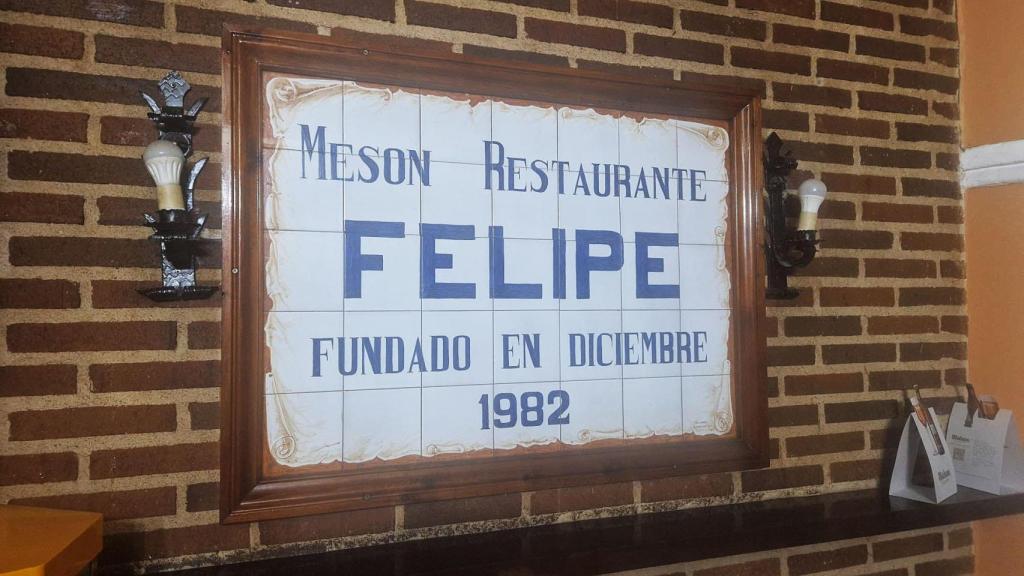 MESON RESTAURANTE
FELIPE
FUNDADO EN DICIEMBRE
1982